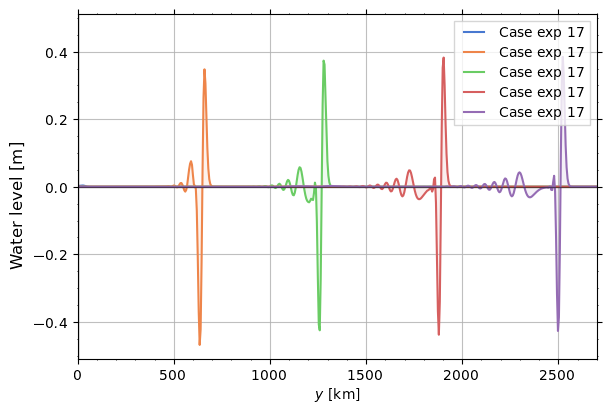 Case exp 17
Case exp 17
Case exp 17
Case exp 17
Case exp 17
Water level [m]
0.4
0.2
0.0
−0.2
−0.4
0 500 1000 1500 2000 2500
y [km]